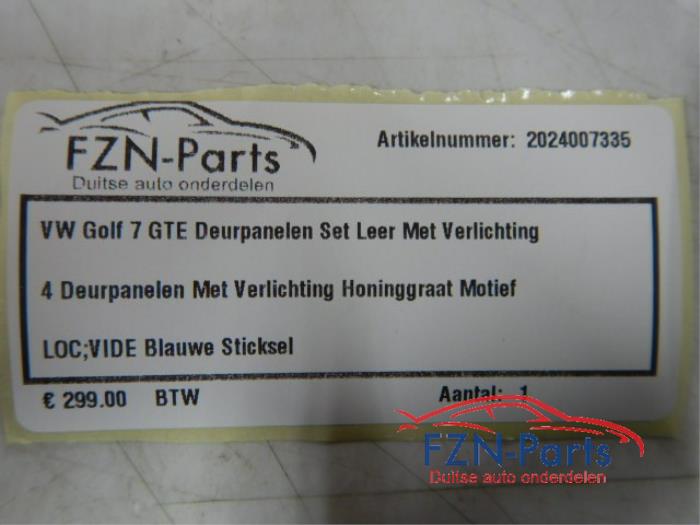 FZN-Parts
Duitse auto onderdelen
Artikelnummer: 2024007335
VW Golf 7 GTE Deurpanelen Set Leer Met Verlichting
4 Deurpanelen Met Verlichting Honinggraat Motief
LOC;VIDE Blauwe Sticksel
€ 299.00 BTW Aantal: 1
FZN-Parts
Duitse auto onderdelen